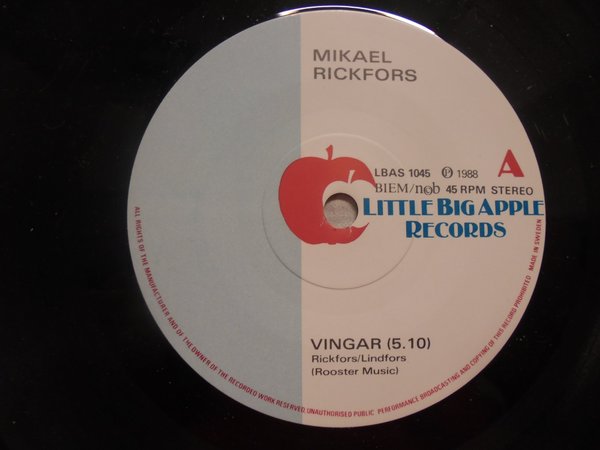 MIKAEL
RICKFORS
LBAS 1045 Ⓟ 1988
A
BIEM/ncb 45 RPM STEREO
LITTLE BIG APPLE
RECORDS
VINGAR (5.10)
Rickfors/Lindfors
(Rooster Music)
ALL RIGHTS OF THE MANUFACTURER AND OF THE OWNER OF THE RECORDED WORK RESERVED. UNAUTHORISED PUBLIC PERFORMANCE BROADCASTING AND COPYING OF THIS RECORD PROHIBITED MADE IN SWEDEN